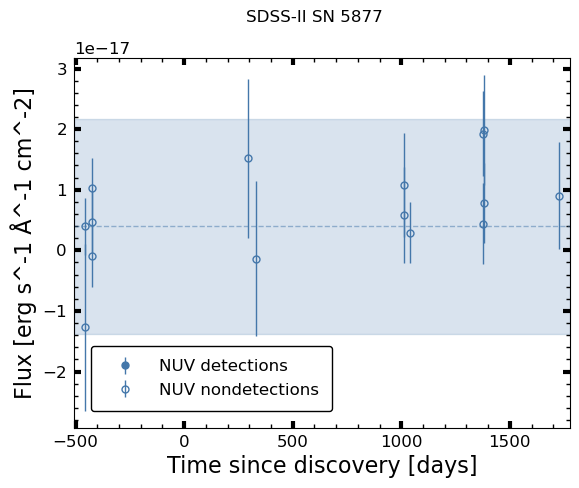 SDSS-II SN 5877
1e−17
3
2
1
0
−1
−2
Flux [erg s^-1 Å^-1 cm^-2]
NUV detections
NUV nondetections
−500 0 500 1000 1500
Time since discovery [days]